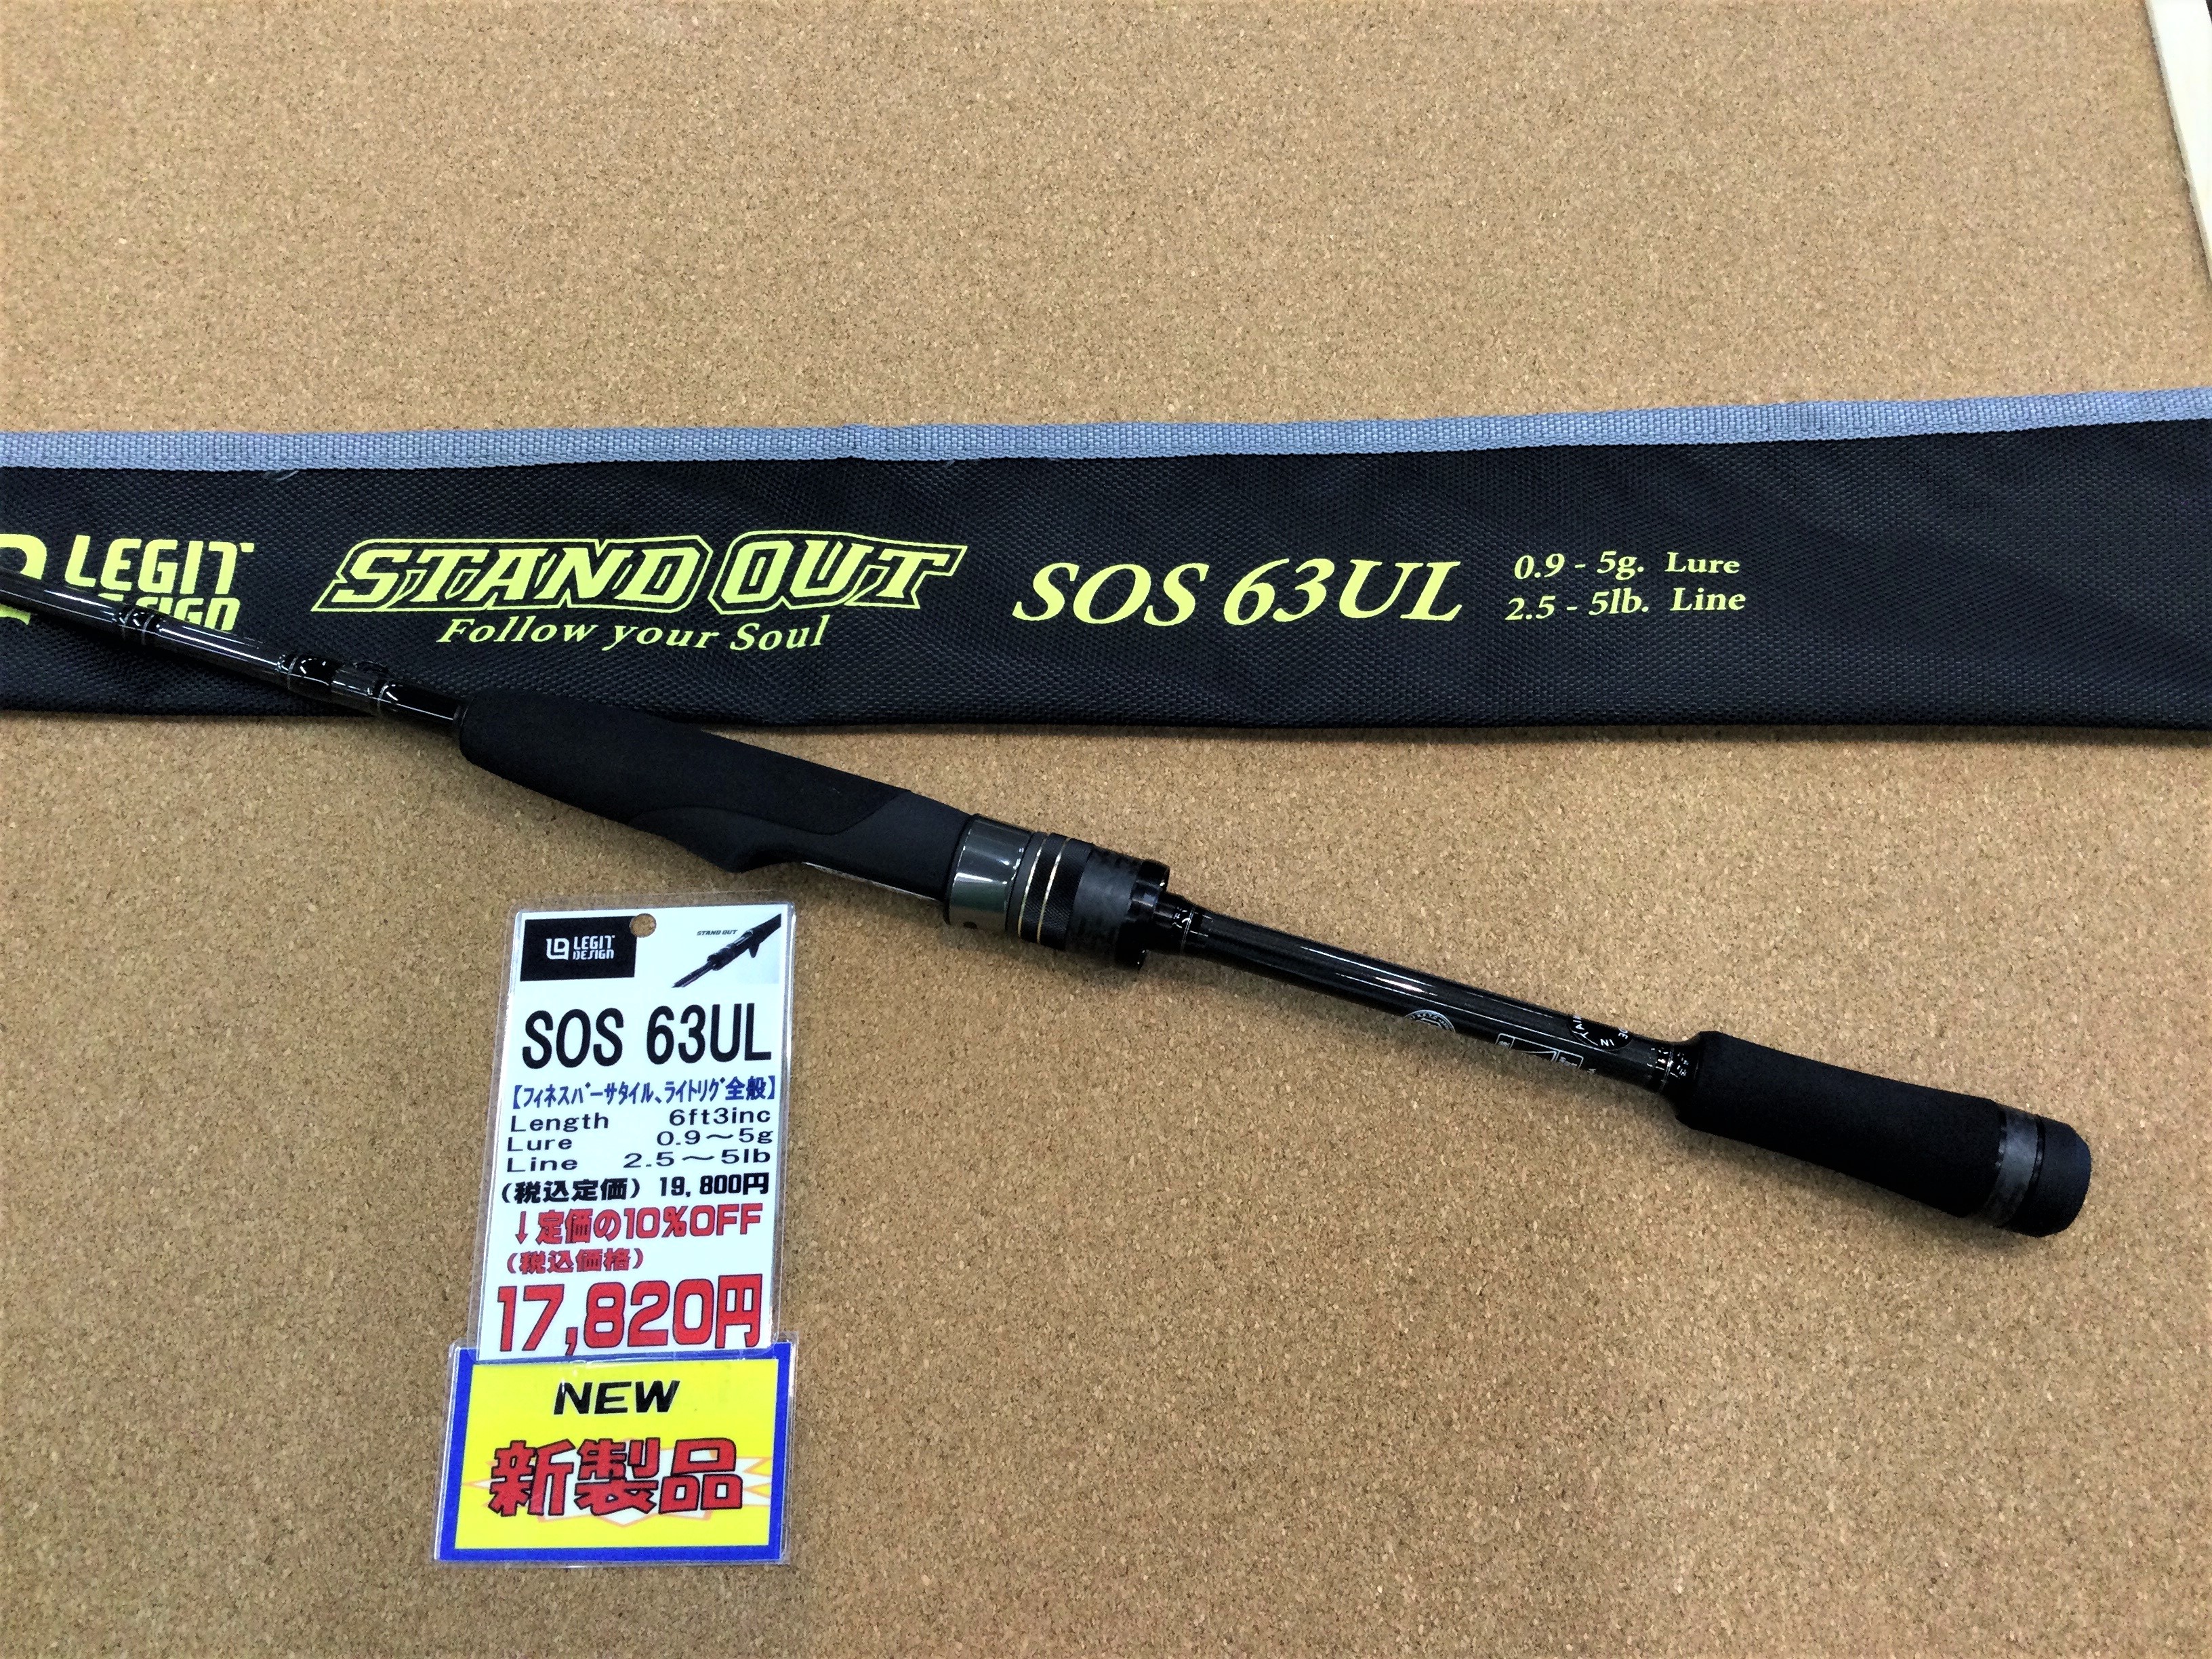 LEGIT
DESIGN
STAND OUT
Follow your Soul
SOS 63UL
0.9 - 5g. Lure
2.5 - 5lb. Line
LEGIT
DESIGN
STAND OUT
SOS 63UL
【フィネスバーサタイル、ライトリグ全般】
Length 6ft3inc
Lure 0.9～5g
Line 2.5～5lb
(税込定価) 19,800円
↓定価の10%OFF
(税込価格)
17,820円
NEW
新製品